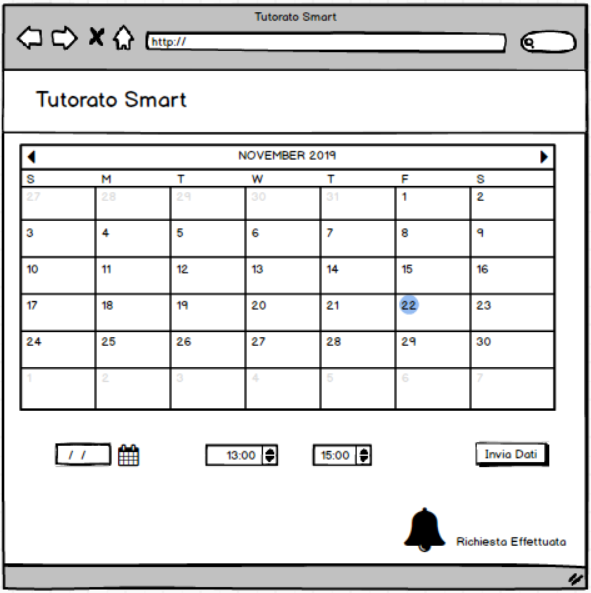 Tutorato Smart
http://
Tutorato Smart
NOVEMBER 2019
S M T W T F S
27 28 29 30 31 1 2
3 4 5 6 7 8 9
10 11 12 13 14 15 16
17 18 19 20 21 22 23
24 25 26 27 28 29 30
1 2 3 4 5 6 7
/ / 13:00 15:00 Invia Dati
Richiesta Effettuata